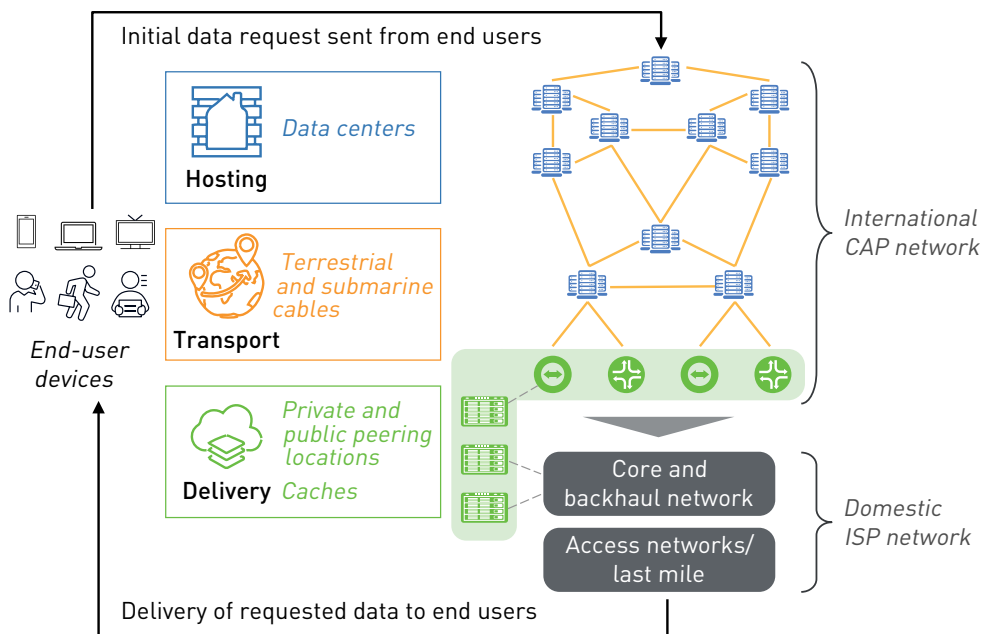 Initial data request sent from end users
Data centers
Hosting
Terrestrial
and submarine
cables
Transport
End-user
devices
Private and
public peering
locations
Delivery
Caches
International
CAP network
Core and
backhaul network
Access networks/
last mile
Domestic
ISP network
Delivery of requested data to end users